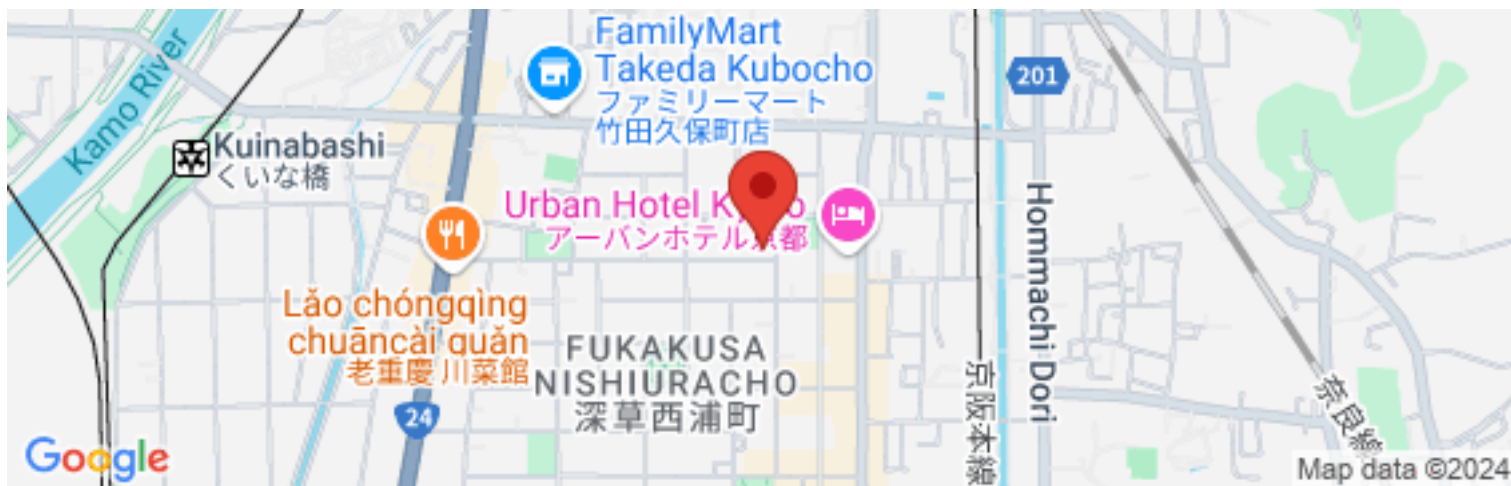 FamilyMart
Takeda Kubocho
ファミリーマート
竹田久保町店
201
Kamo River
Kuinabashi
くいな橋
Urban Hotel K
アーバンホテル京都
Hommachi Dori
Lǎo chóngqìng
chuāncài guǎn
老重慶 川菜館
FUKAKUSA
NISHIURACHO
深草西浦町
24
京阪本線
奈良線
Google
Map data ©2024